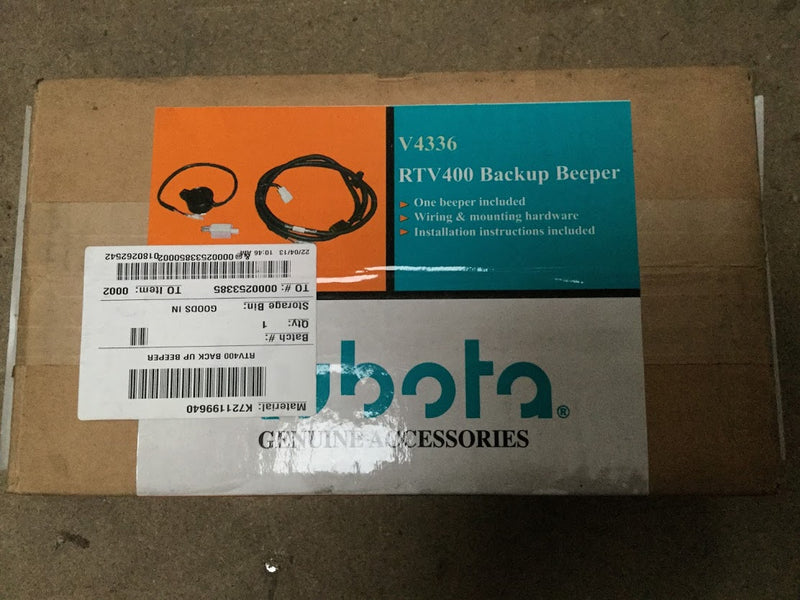 V4336
RTV400 Backup Beeper
One beeper included
Wiring & mounting hardware
Installation instructions included
ubota®
GENUINE ACCESSORIES
Material: K721199640
RTV400 BACK UP BEEPER
Batch #:
Qty: 1
Storage Bin: GOODS IN
TO #: 0000253385 TO Item: 0002
22/04/13 10:46 AM